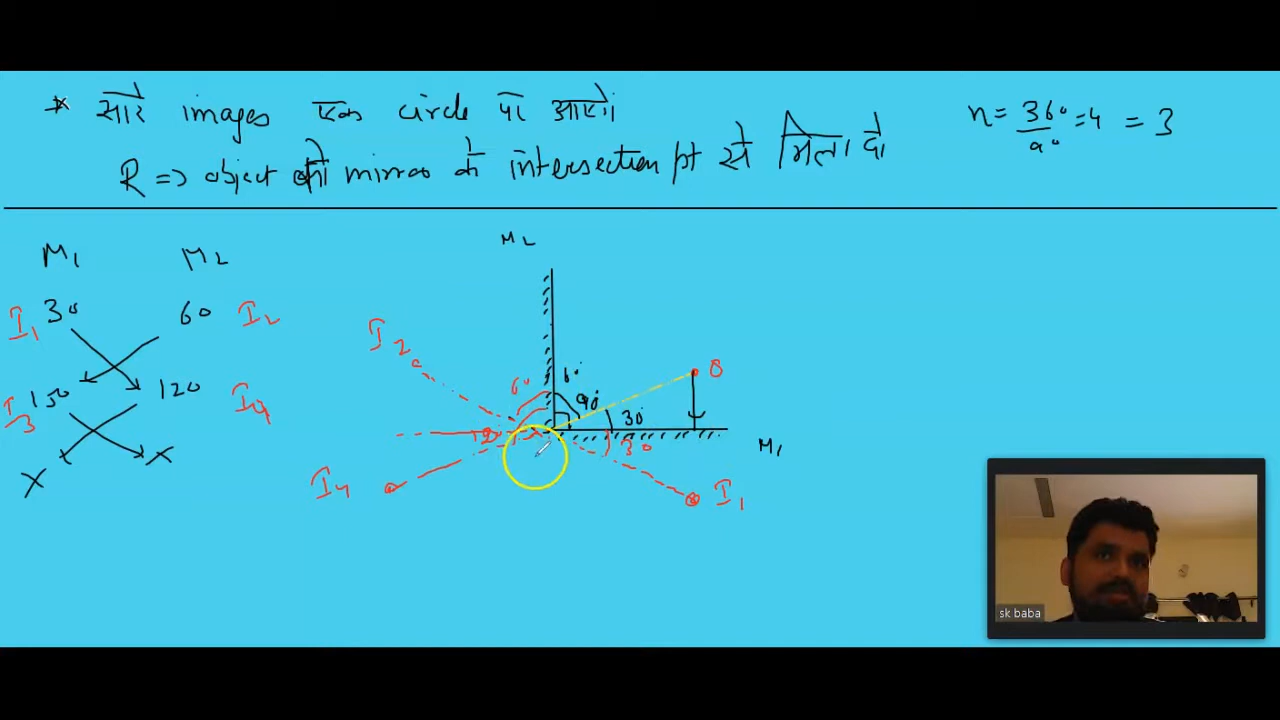 * सारे images एक circle पर आएगी
R => object को mirror के intersection pt से मिला दो
n = 360/90 = 4 = 3
M1 M2
I1 30 60 I2
I3 150 120 I4
X X
M2
I2
60 60°
90°
30°
30
M1
O
I4
I1
sk baba